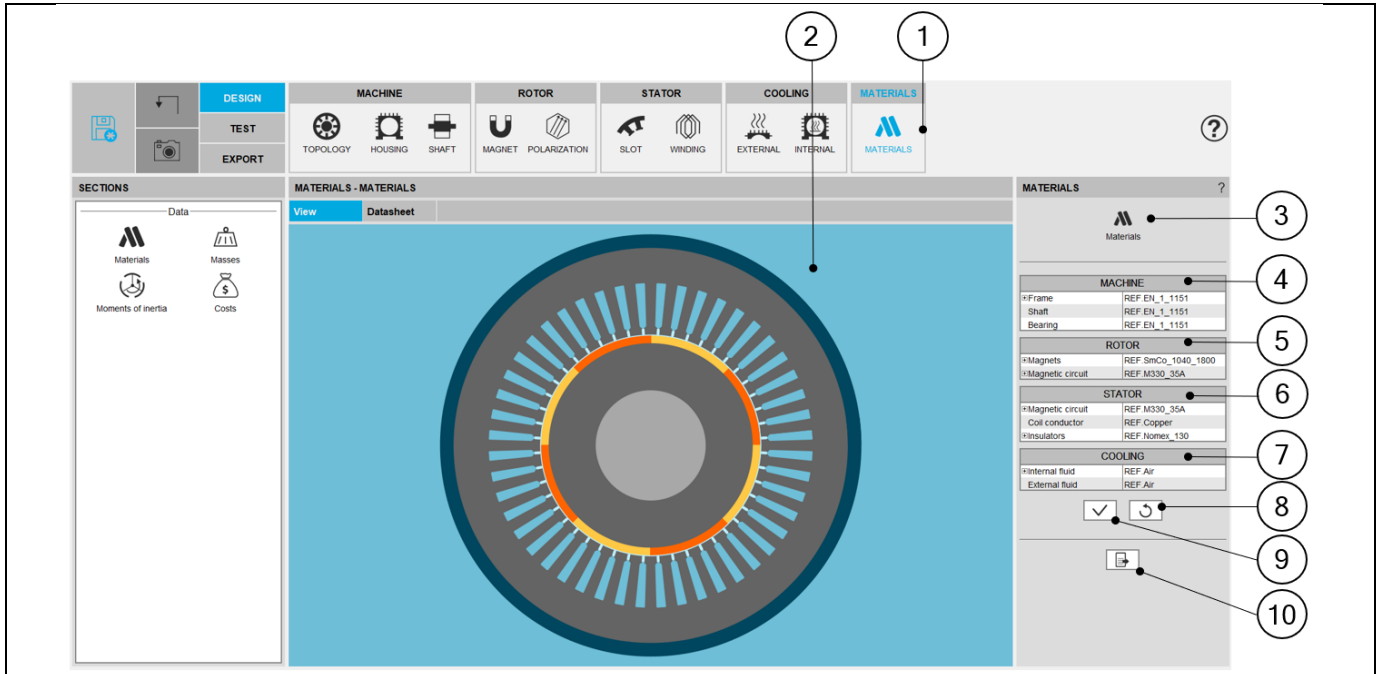 2
1
DESIGN
TEST
EXPORT
MACHINE
TOPOLOGY HOUSING SHAFT
ROTOR
MAGNET POLARIZATION
STATOR
SLOT WINDING
COOLING
EXTERNAL INTERNAL
MATERIALS
MATERIALS
?
SECTIONS
Data
Materials Masses
Moments of inertia Costs
$
MATERIALS - MATERIALS
View Datasheet
MATERIALS ?
Materials
3
MACHINE
4
Frame REF.EN_1_1151
Shaft REF.EN_1_1151
Bearing REF.EN_1_1151
ROTOR
5
Magnets REF.SmCo_1040_1800
Magnetic circuit REF.M330_35A
STATOR
6
Magnetic circuit REF.M330_35A
Coil conductor REF.Copper
Insulators REF.Nomex_130
COOLING
7
Internal fluid REF.Air
External fluid REF.Air
8
9
10